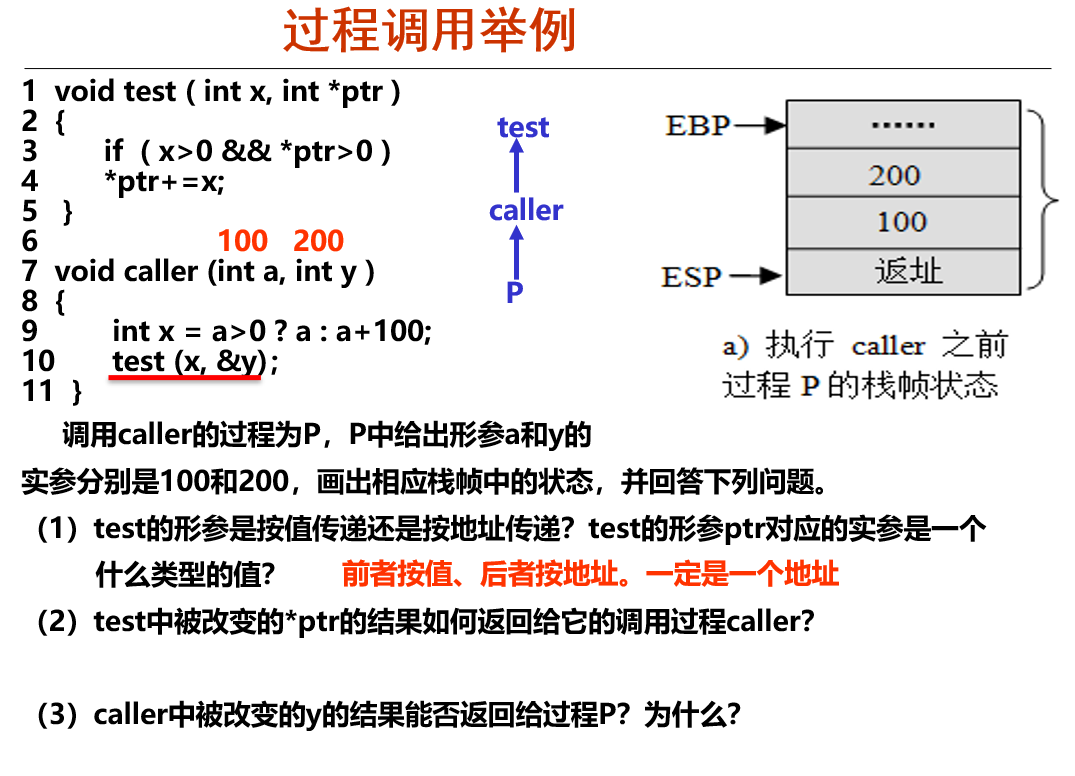 过程调用举例
1 void test ( int x, int *ptr )
2 {
3 if ( x>0 && *ptr>0 )
4 *ptr+=x;
5 }
6 100 200
7 void caller (int a, int y )
8 {
9 int x = a>0 ? a : a+100;
10 test (x, &y);
11 }
test
caller
P
EBP
……
200
100
ESP
返址
a) 执行 caller 之前
过程 P 的栈帧状态
调用caller的过程为P，P中给出形参a和y的
实参分别是100和200，画出相应栈帧中的状态，并回答下列问题。
（1）test的形参是按值传递还是按地址传递？test的形参ptr对应的实参是一个
什么类型的值？ 前者按值、后者按地址。一定是一个地址
（2）test中被改变的*ptr的结果如何返回给它的调用过程caller？
（3）caller中被改变的y的结果能否返回给过程P？为什么？